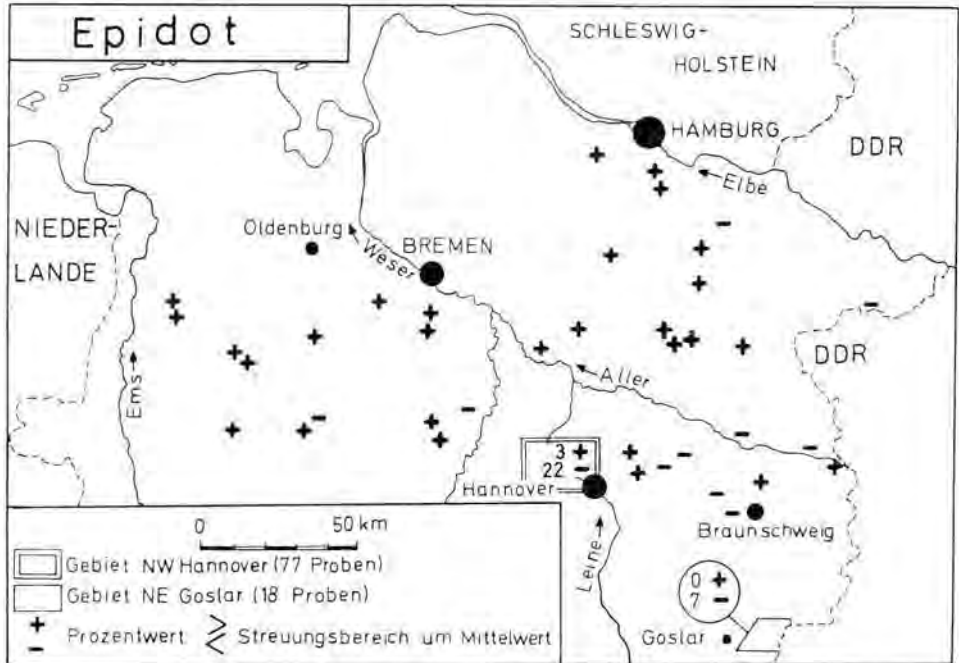 Epidot
SCHLESWIG-
HOLSTEIN
HAMBURG
DDR
Elbe
NIEDER-
LANDE
Oldenburg
Weser
BREMEN
DDR
Ems
Aller
3 +
22 -
Hannover
Braunschweig
Leine
0 +
7 -
Goslar
0 50 km
Gebiet NW Hannover (77 Proben)
Gebiet NE Goslar (18 Proben)
+ > 
- Prozentwert < Streuungsbereich um Mittelwert